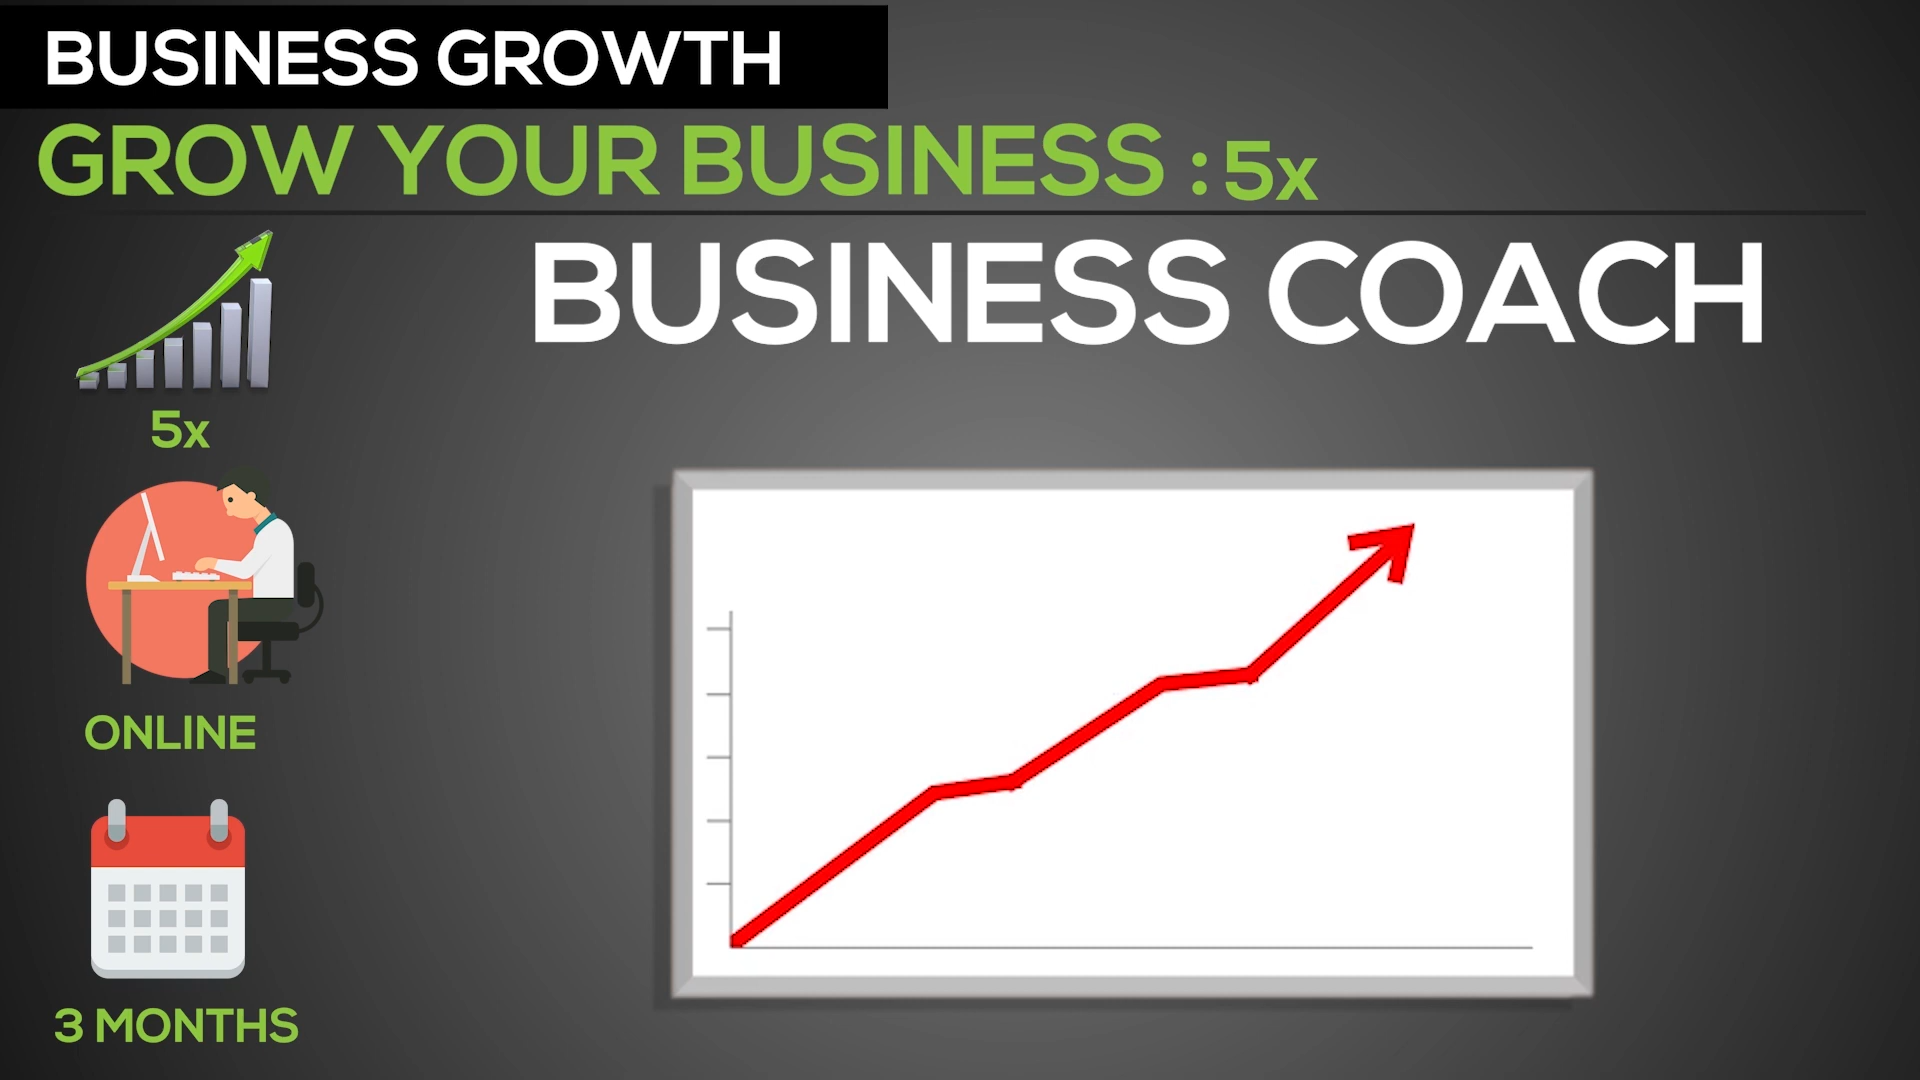 BUSINESS GROWTH
GROW YOUR BUSINESS : 5x
BUSINESS COACH
5x
ONLINE
3 MONTHS